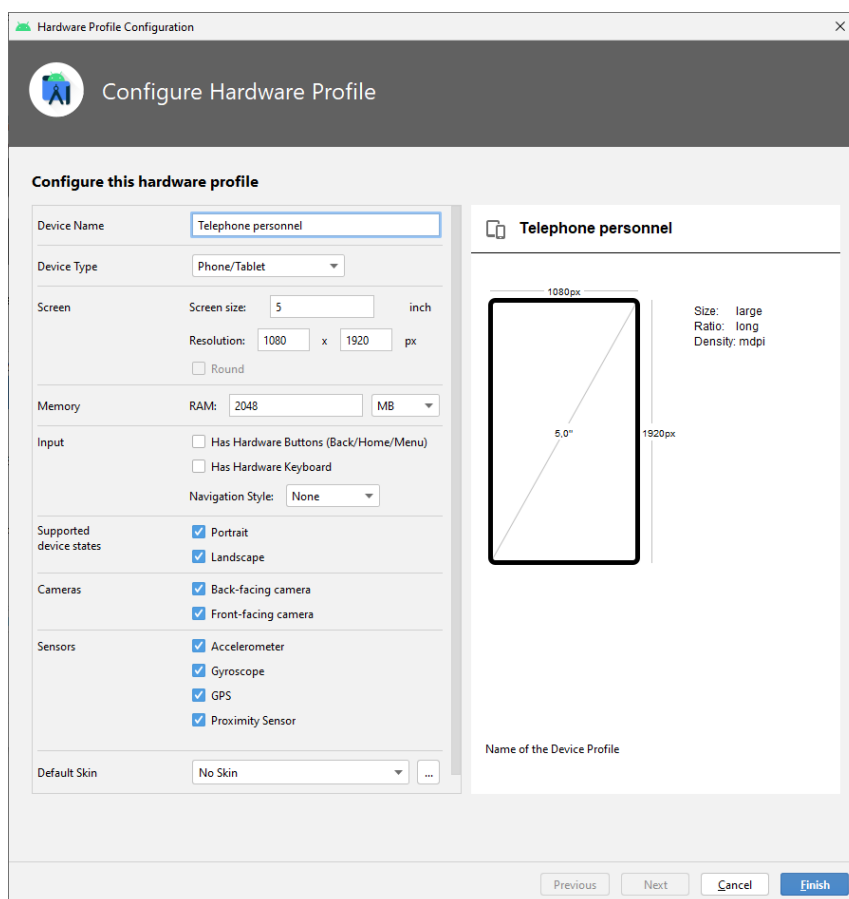 Hardware Profile Configuration
Configure Hardware Profile
Configure this hardware profile
Device Name Telephone personnel
Device Type Phone/Tablet
Screen Screen size: 5 inch
Resolution: 1080 x 1920 px
Round
Memory RAM: 2048 MB
Input Has Hardware Buttons (Back/Home/Menu)
Has Hardware Keyboard
Navigation Style: None
Supported
device states
Portrait
Landscape
Cameras Back-facing camera
Front-facing camera
Sensors Accelerometer
Gyroscope
GPS
Proximity Sensor
Default Skin No Skin ...
Telephone personnel
1080px
Size: large
Ratio: long
Density: mdpi
5,0"
1920px
Name of the Device Profile
Previous Next Cancel Finish